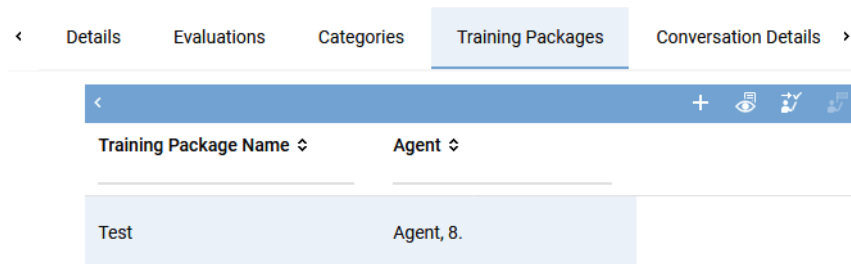 Details Evaluations Categories Training Packages Conversation Details
Training Package Name Agent
Test Agent, 8.